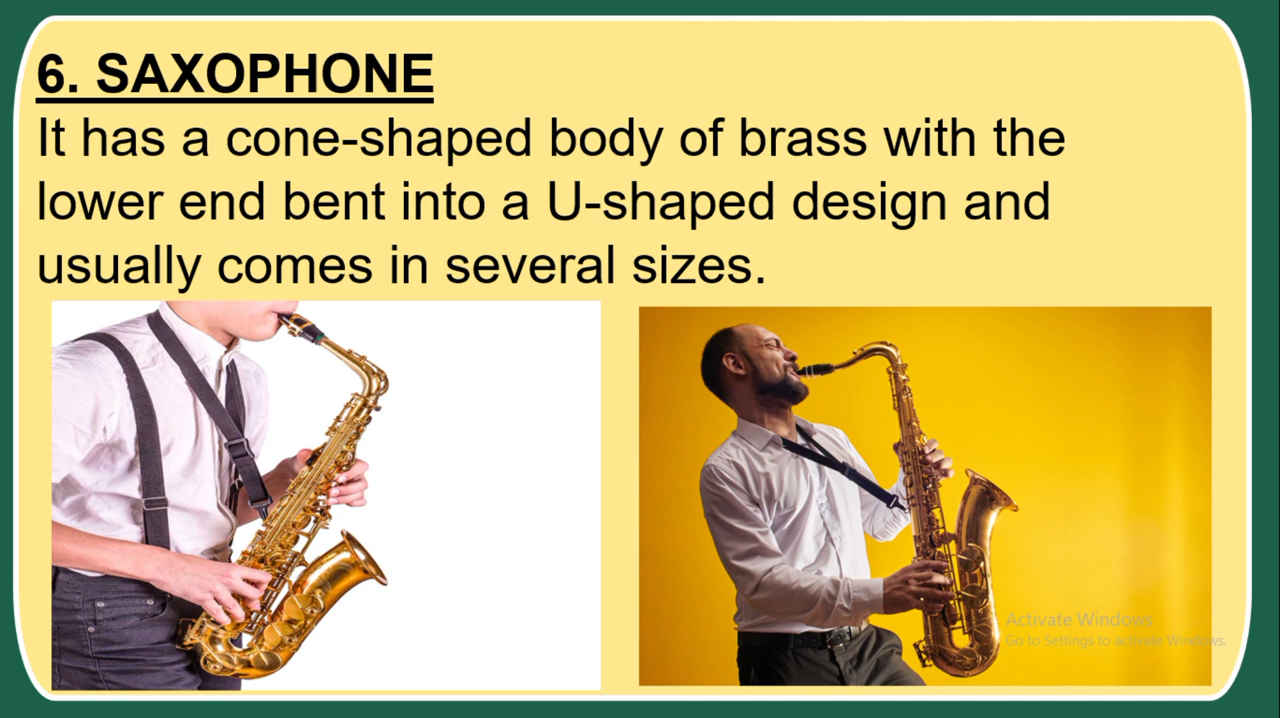 6. SAXOPHONE
It has a cone-shaped body of brass with the
lower end bent into a U-shaped design and
usually comes in several sizes.
Activate Windows
Go to Settings to activate Windows.